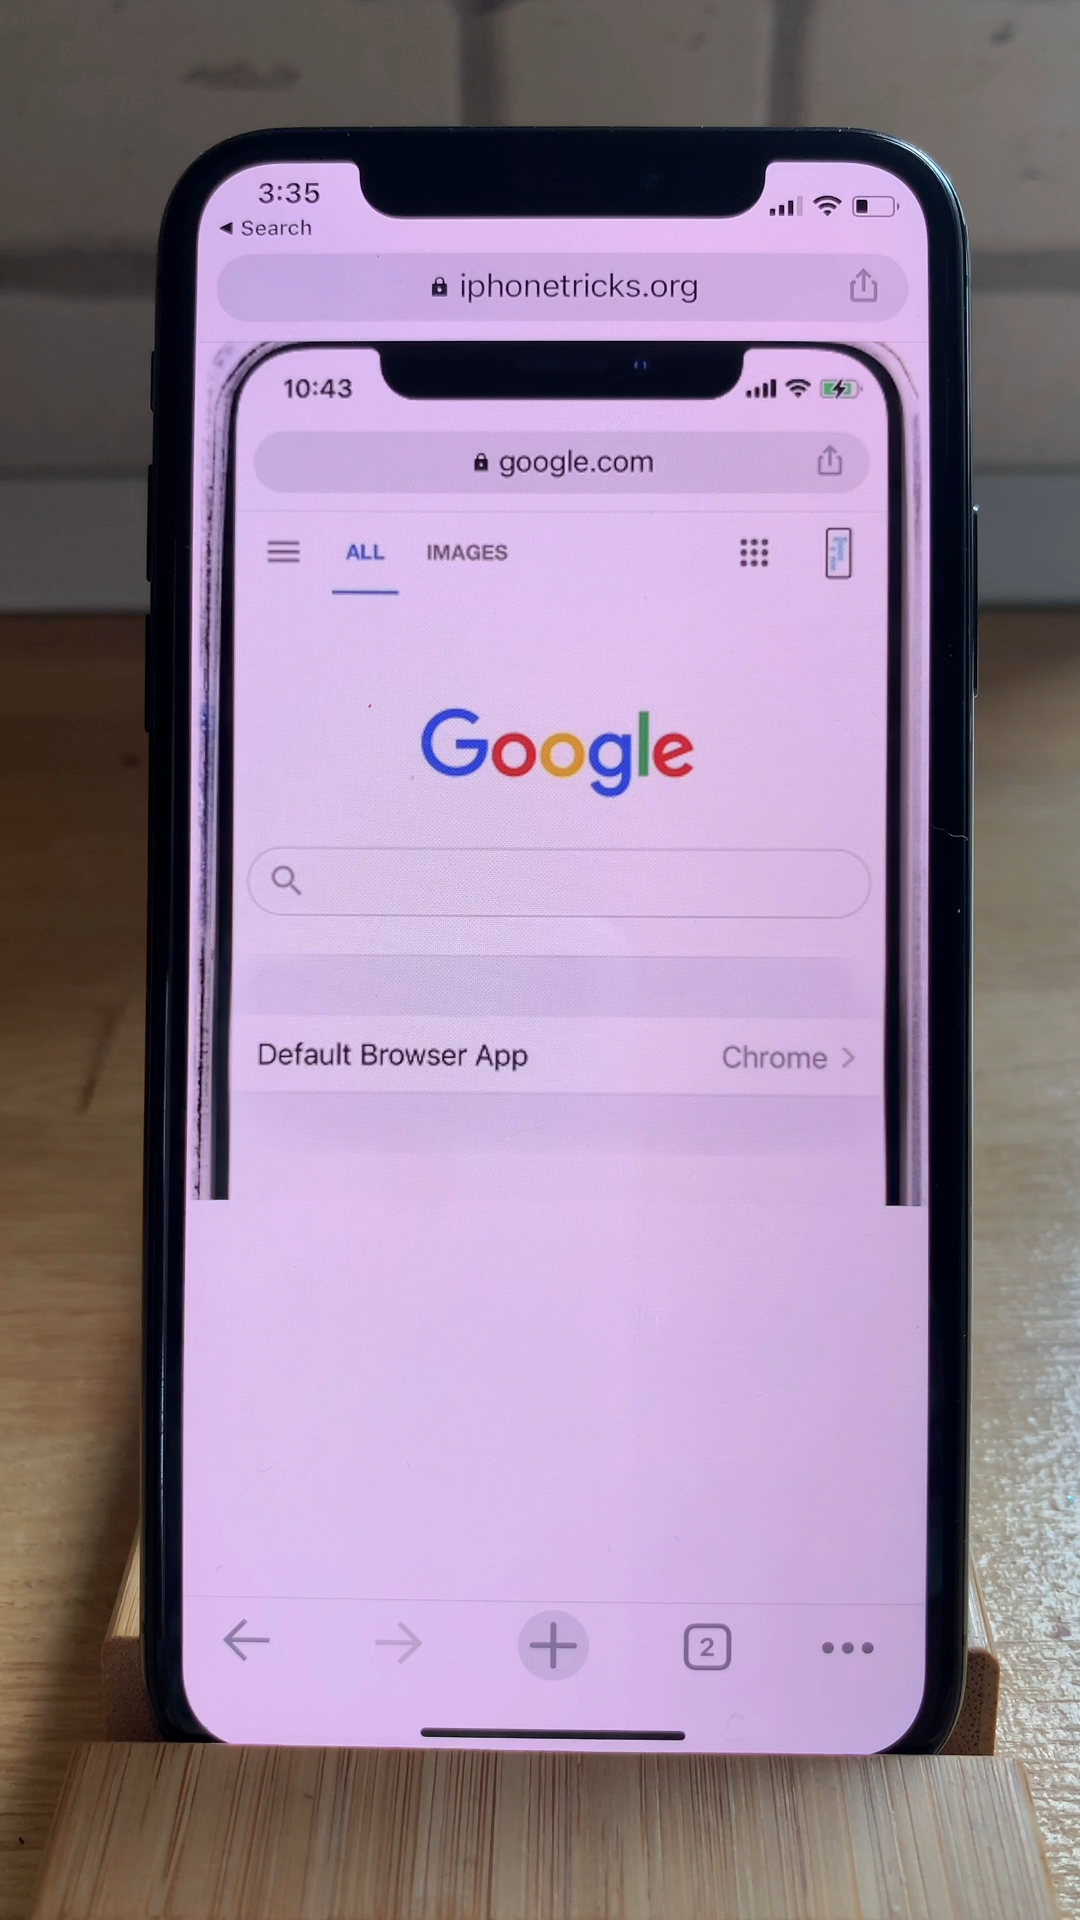 3:35
◀ Search
iphonetricks.org
10:43
google.com
ALL IMAGES
Google
Default Browser App Chrome >
2